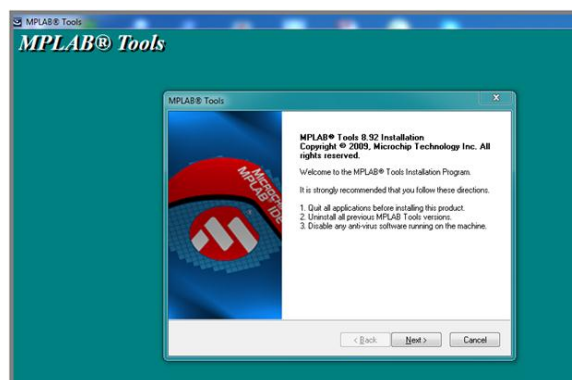 MPLAB® Tools
MPLAB® Tools
MPLAB® Tools
MPLAB® Tools 8.92 Installation
Copyright © 2009, Microchip Technology Inc. All
rights reserved.
Welcome to the MPLAB® Tools Installation Program.
It is strongly recommended that you follow these directions.
1. Quit all applications before installing this product.
2. Uninstall all previous MPLAB Tools versions.
3. Disable any anti-virus software running on the machine.
MICROCHIP
MPLAB IDE
< Back
Next >
Cancel